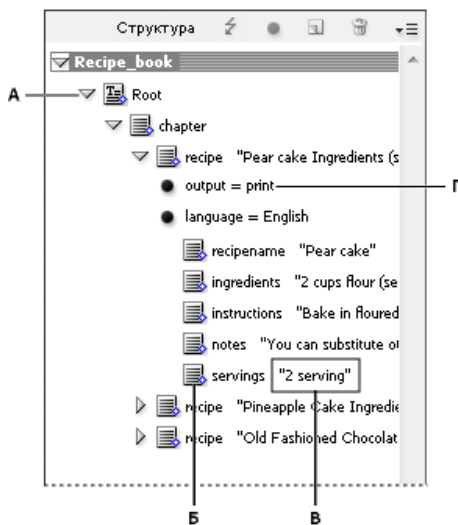 Структура
Recipe_book
А
Root
chapter
recipe "Pear cake Ingredients (s
output = print
Г
language = English
recipename "Pear cake"
ingredients "2 cups flour (se
instructions "Bake in floured
notes "You can substitute ot
servings "2 serving"
recipe "Pineapple Cake Ingredie
recipe "Old Fashioned Chocolat
Б
В